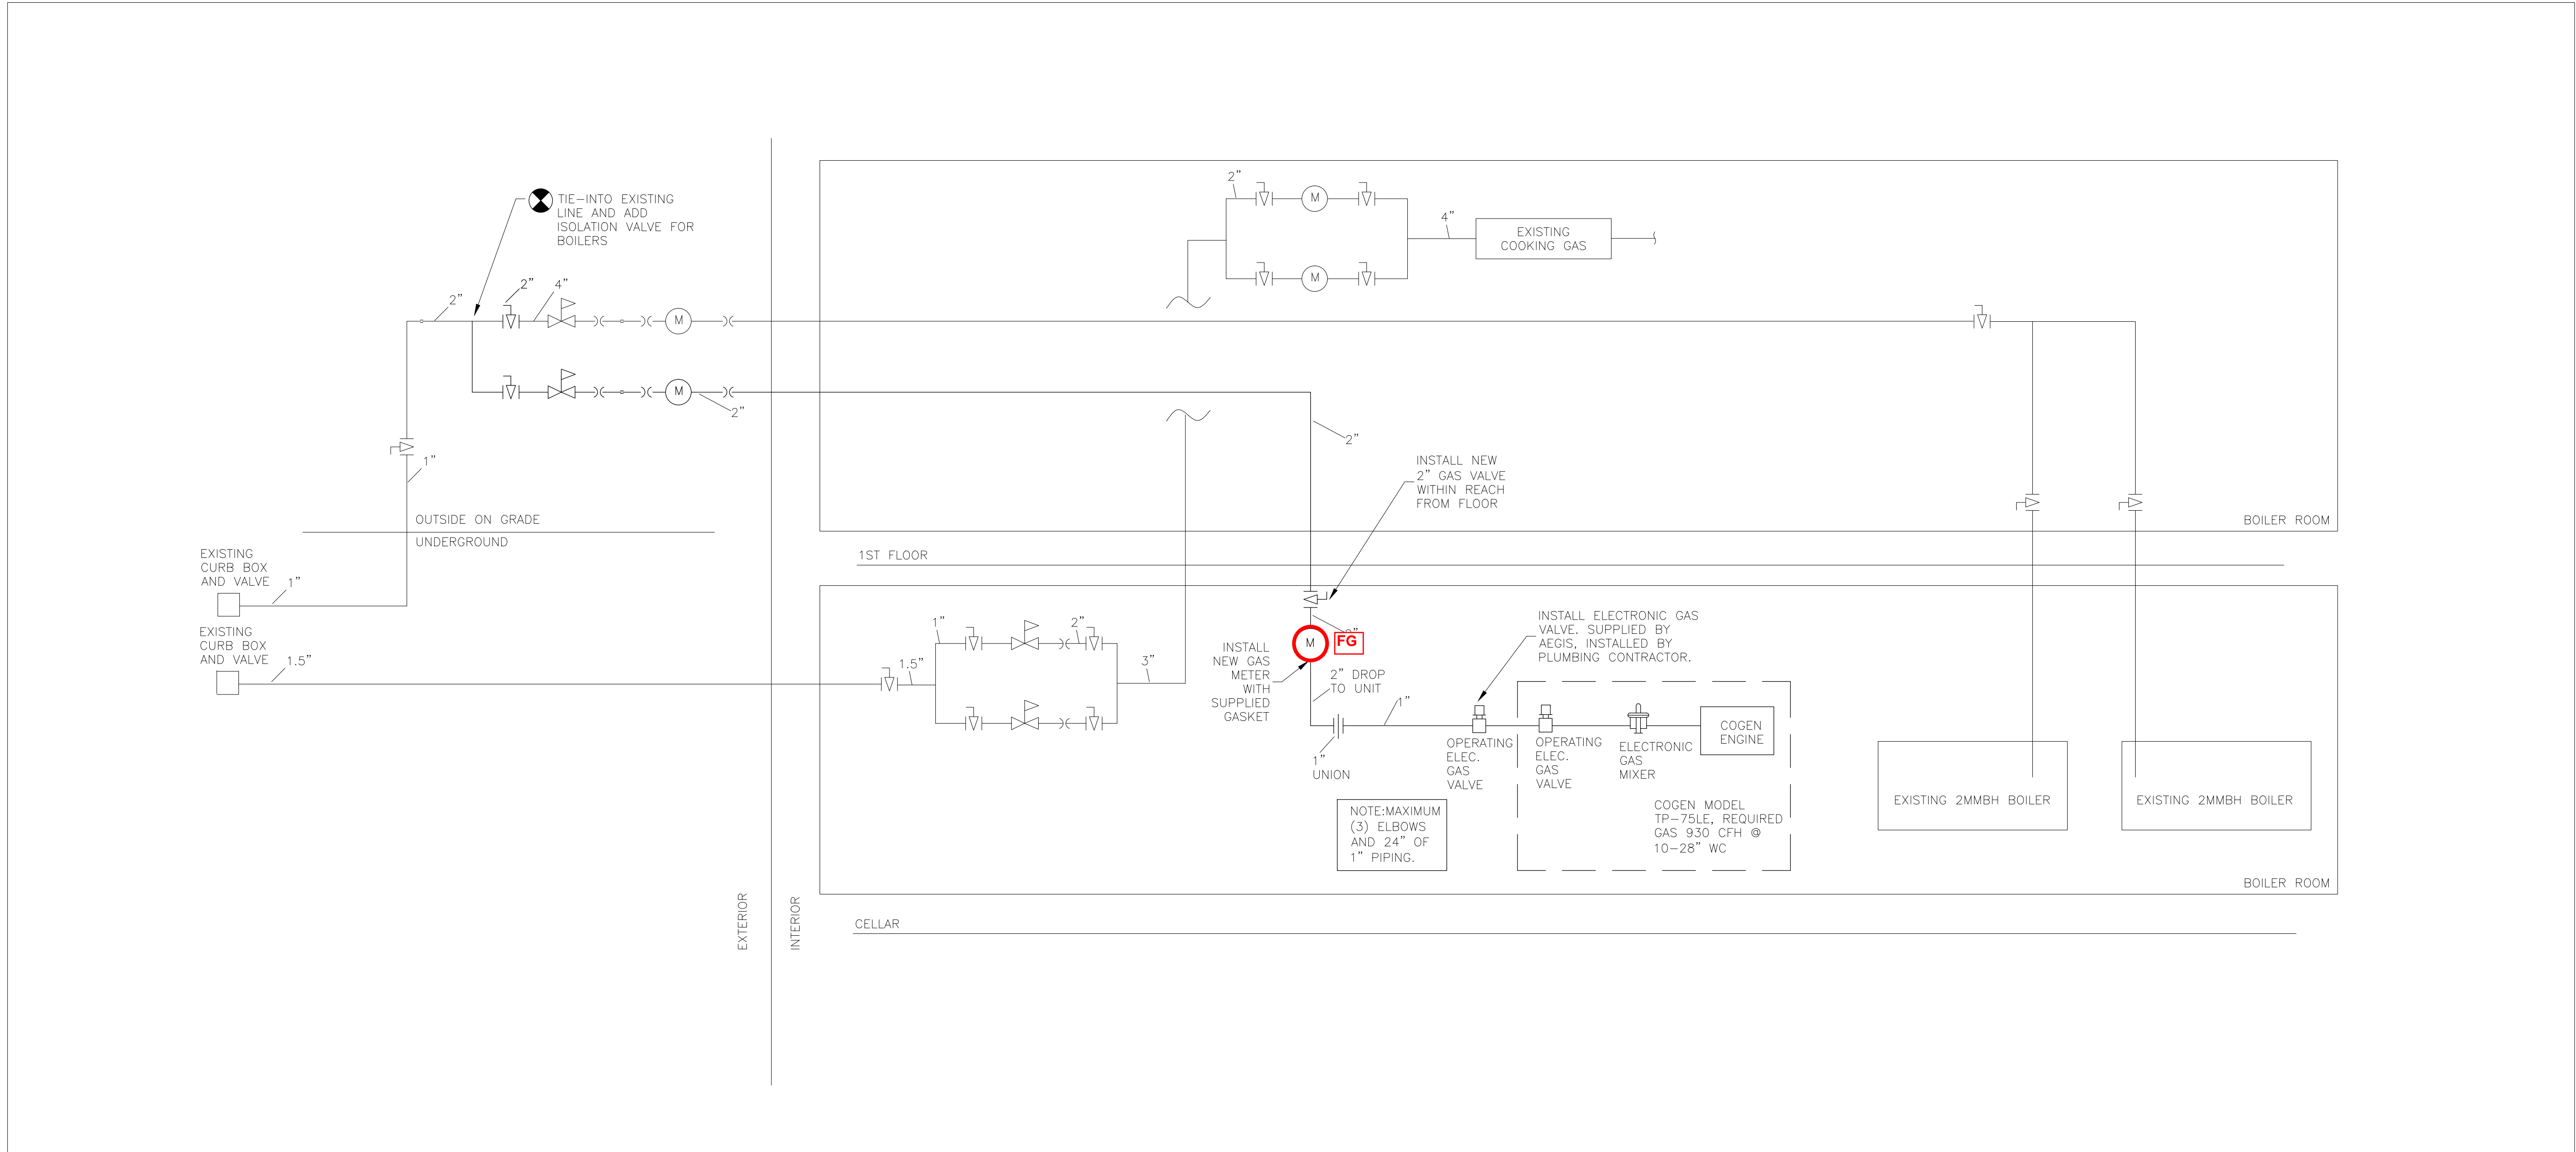 TIE-INTO EXISTING
LINE AND ADD
ISOLATION VALVE FOR
BOILERS
2"
2"
4"
M
M
2"
1"
OUTSIDE ON GRADE
UNDERGROUND
EXISTING
CURB BOX
AND VALVE
1"
EXISTING
CURB BOX
AND VALVE
1.5"
EXTERIOR
INTERIOR
2"
M
M
4"
EXISTING
COOKING GAS
2"
INSTALL NEW
2" GAS VALVE
WITHIN REACH
FROM FLOOR
BOILER ROOM
1ST FLOOR
1.5"
1"
2"
3"
INSTALL
NEW GAS
METER
WITH
SUPPLIED
GASKET
M
FG
2" DROP
TO UNIT
1"
1"
UNION
INSTALL ELECTRONIC GAS
VALVE. SUPPLIED BY
AEGIS, INSTALLED BY
PLUMBING CONTRACTOR.
OPERATING
ELEC.
GAS
VALVE
OPERATING
ELEC.
GAS
VALVE
ELECTRONIC
GAS
MIXER
COGEN
ENGINE
NOTE:MAXIMUM
(3) ELBOWS
AND 24" OF
1" PIPING.
COGEN MODEL
TP-75LE, REQUIRED
GAS 930 CFH @
10-28" WC
EXISTING 2MMBH BOILER
EXISTING 2MMBH BOILER
BOILER ROOM
CELLAR